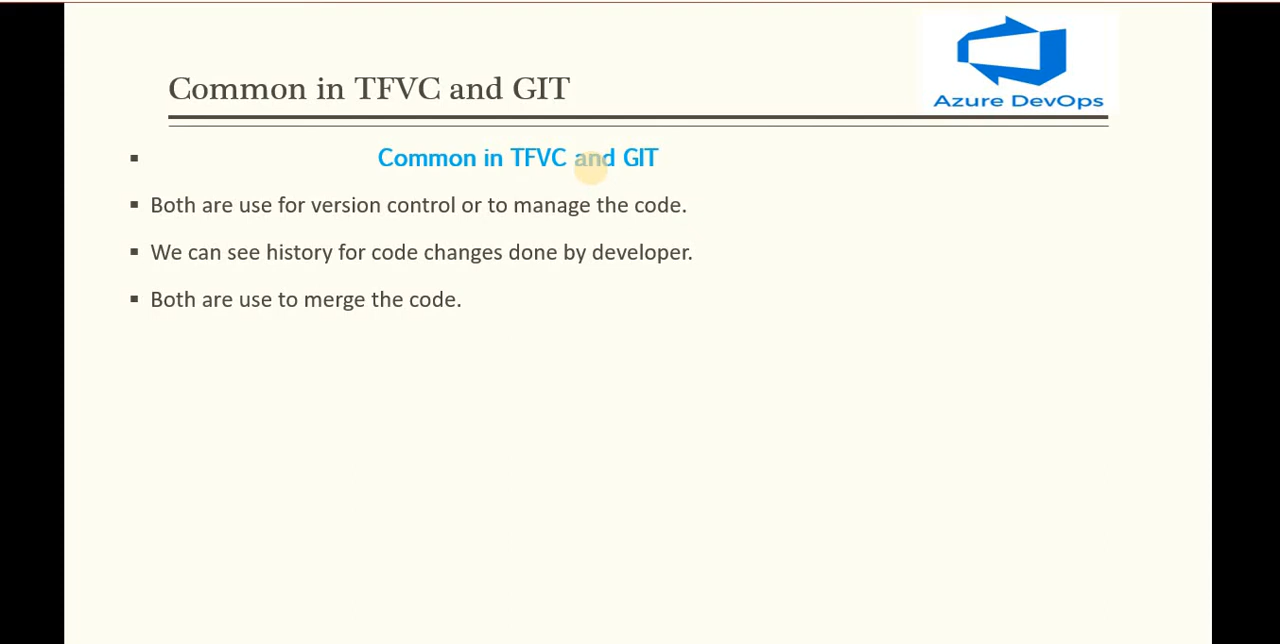 Azure DevOps
Common in TFVC and GIT
Common in TFVC and GIT
Both are use for version control or to manage the code.
We can see history for code changes done by developer.
Both are use to merge the code.